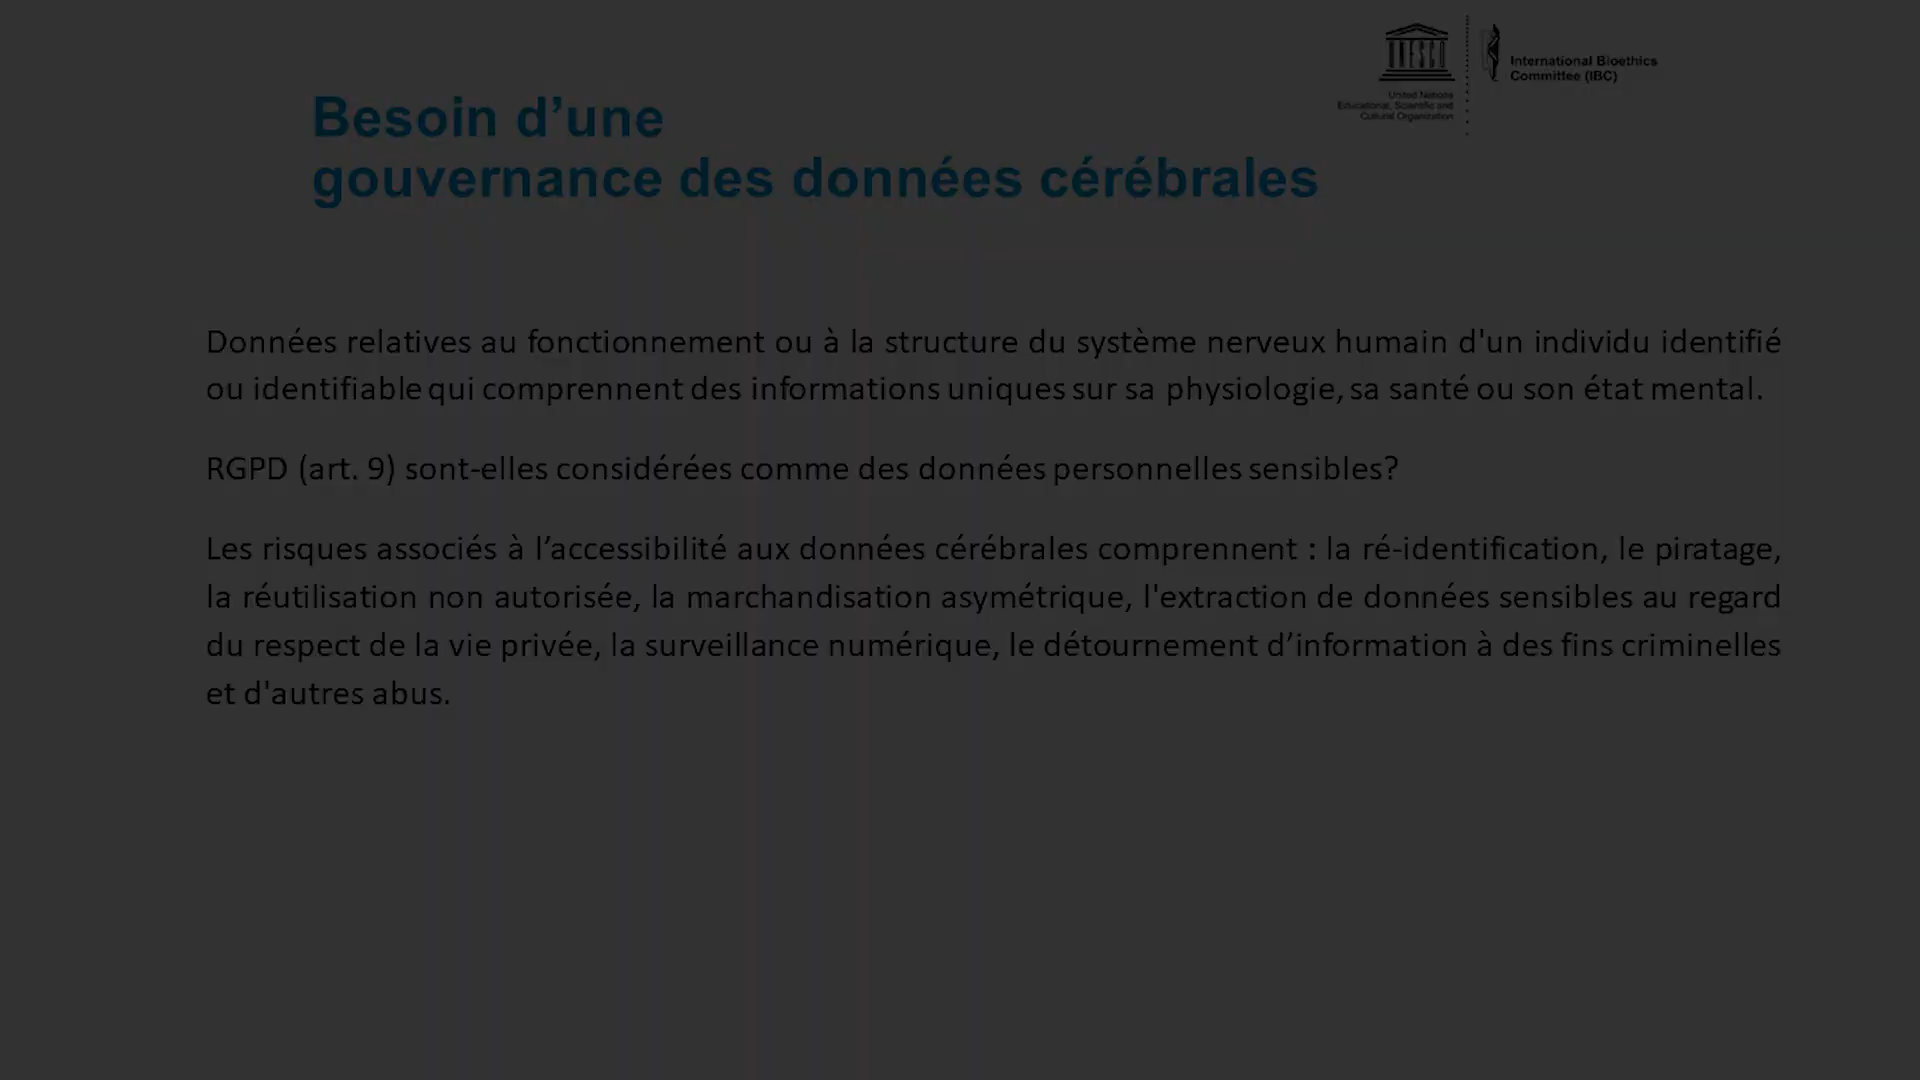 UNESCO
United Nations
Educational, Scientific and
Cultural Organization
International Bioethics
Committee (IBC)
Besoin d’une
gouvernance des données cérébrales
Données relatives au fonctionnement ou à la structure du système nerveux humain d'un individu identifié
ou identifiable qui comprennent des informations uniques sur sa physiologie, sa santé ou son état mental.
RGPD (art. 9) sont-elles considérées comme des données personnelles sensibles?
Les risques associés à l’accessibilité aux données cérébrales comprennent : la ré-identification, le piratage,
la réutilisation non autorisée, la marchandisation asymétrique, l'extraction de données sensibles au regard
du respect de la vie privée, la surveillance numérique, le détournement d’information à des fins criminelles
et d'autres abus.